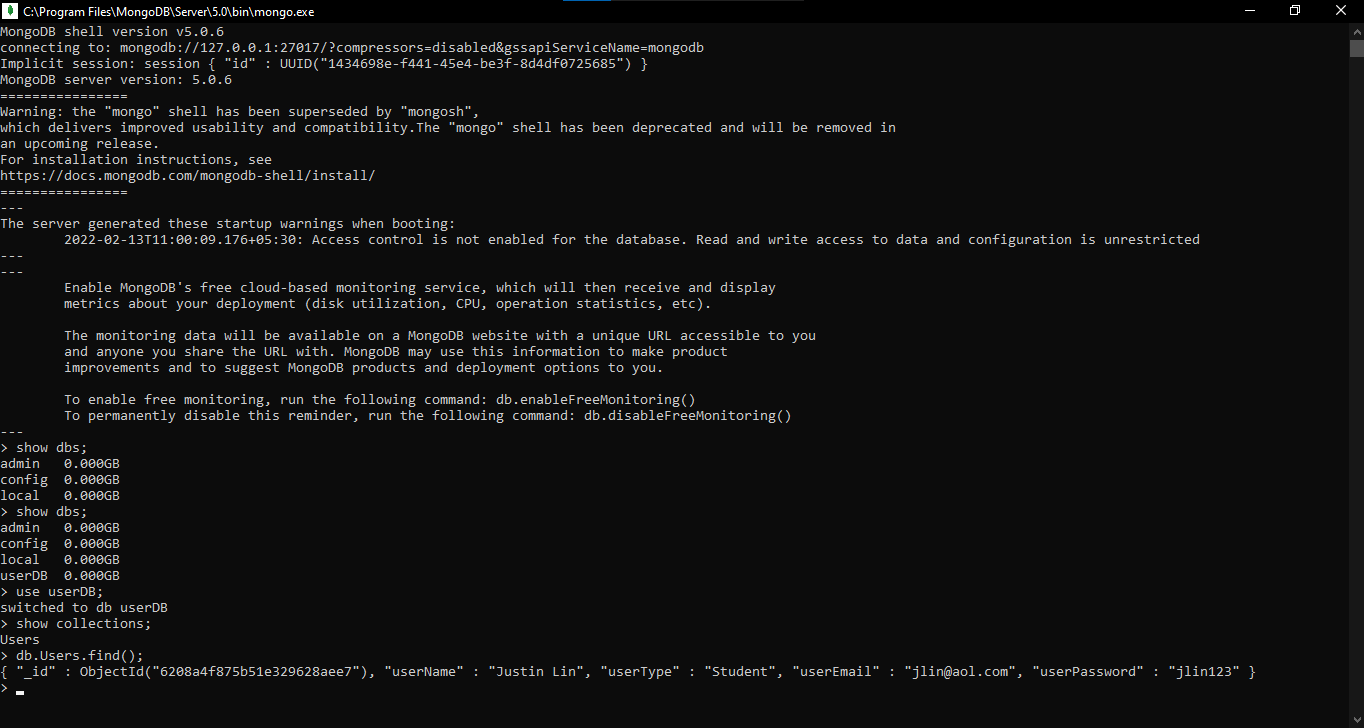 C:\Program Files\MongoDB\Server\5.0\bin\mongo.exe
MongoDB shell version v5.0.6
connecting to: mongodb://127.0.0.1:27017/?compressors=disabled&gssapiServiceName=mongodb
Implicit session: session { "id" : UUID("1434698e-f441-45e4-be3f-8d4df0725685") }
MongoDB server version: 5.0.6
================
Warning: the "mongo" shell has been superseded by "mongosh",
which delivers improved usability and compatibility.The "mongo" shell has been deprecated and will be removed in
an upcoming release.
For installation instructions, see
https://docs.mongodb.com/mongodb-shell/install/
================
---
The server generated these startup warnings when booting:
        2022-02-13T11:00:09.176+05:30: Access control is not enabled for the database. Read and write access to data and configuration is unrestricted
---
---
        Enable MongoDB's free cloud-based monitoring service, which will then receive and display
        metrics about your deployment (disk utilization, CPU, operation statistics, etc).

        The monitoring data will be available on a MongoDB website with a unique URL accessible to you
        and anyone you share the URL with. MongoDB may use this information to make product
        improvements and to suggest MongoDB products and deployment options to you.

        To enable free monitoring, run the following command: db.enableFreeMonitoring()
        To permanently disable this reminder, run the following command: db.disableFreeMonitoring()
---
> show dbs;
admin   0.000GB
config  0.000GB
local   0.000GB
> show dbs;
admin   0.000GB
config  0.000GB
local   0.000GB
userDB  0.000GB
> use userDB;
switched to db userDB
> show collections;
Users
> db.Users.find();
{ "_id" : ObjectId("6208a4f875b51e329628aee7"), "userName" : "Justin Lin", "userType" : "Student", "userEmail" : "jlin@aol.com", "userPassword" : "jlin123" }
>